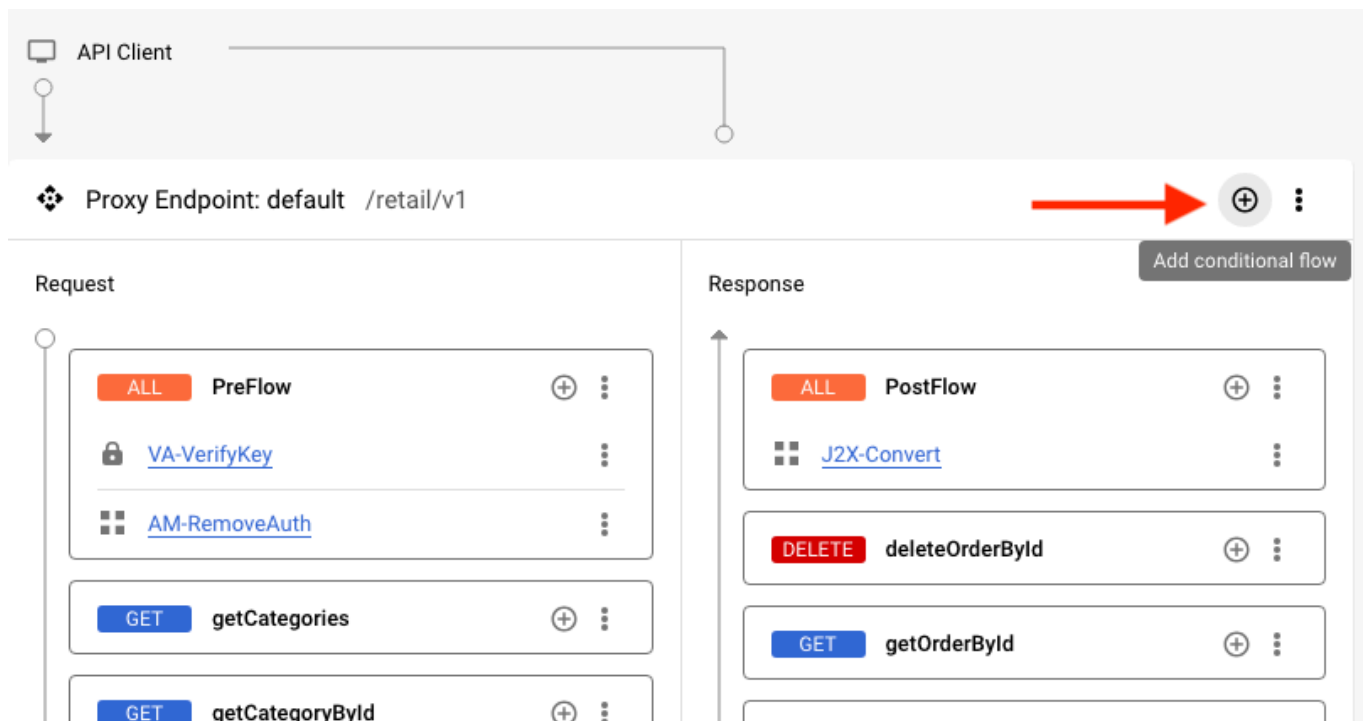 API Client
Proxy Endpoint: default /retail/v1
Add conditional flow
Request
ALL PreFlow
VA-VerifyKey
AM-RemoveAuth
GET getCategories
GET getCategoryById
Response
ALL PostFlow
J2X-Convert
DELETE deleteOrderById
GET getOrderById